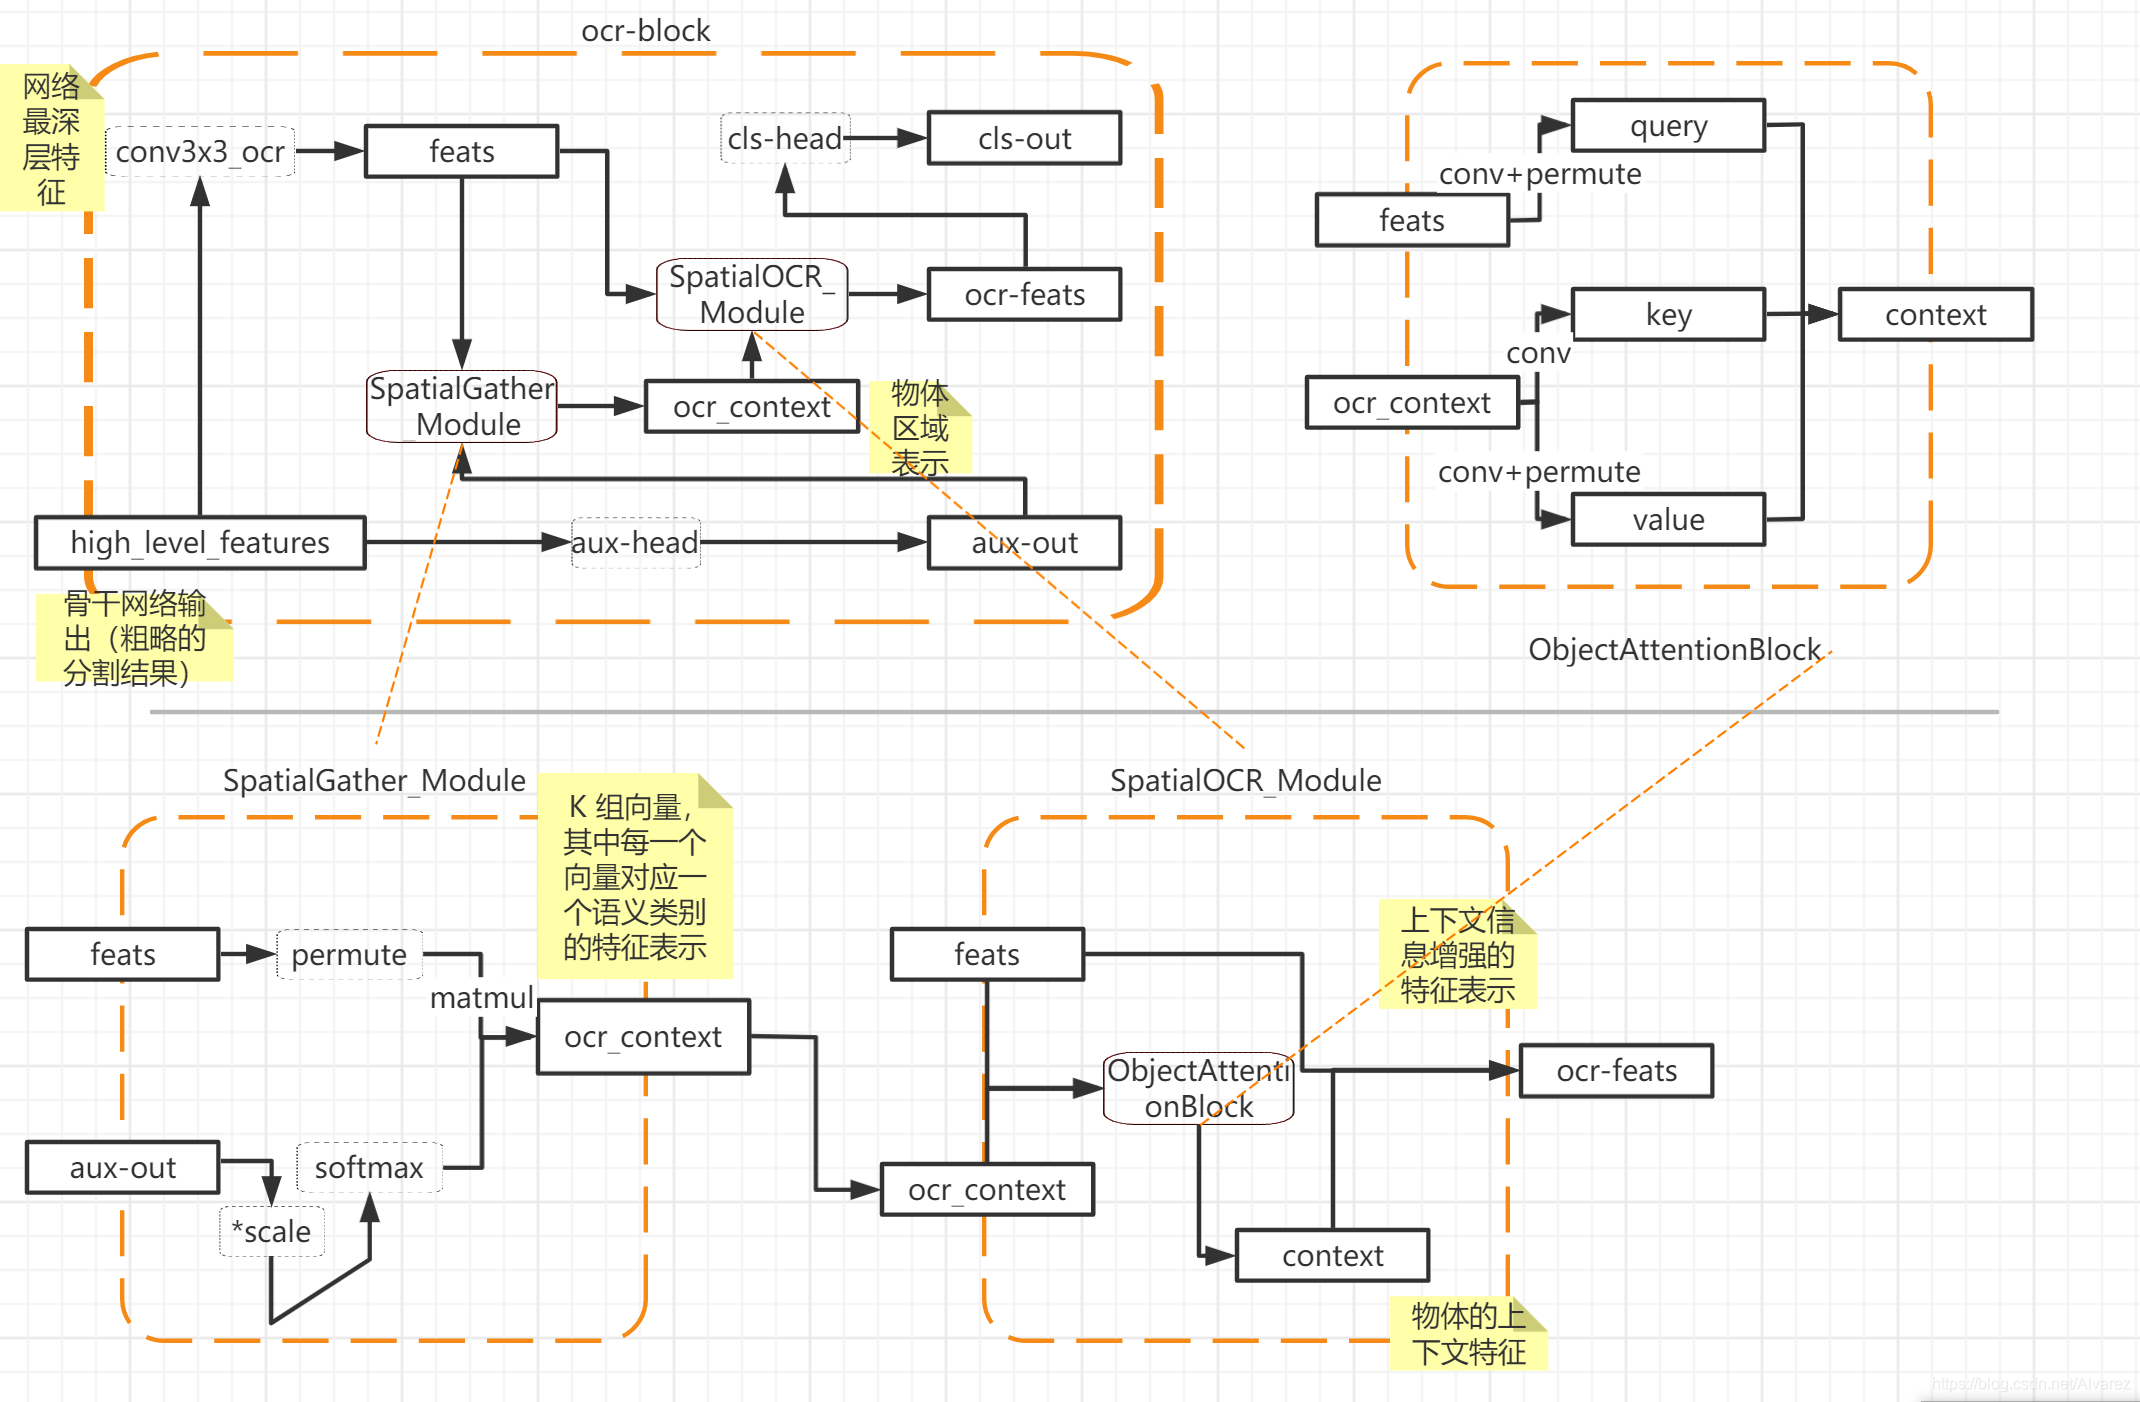 ocr-block
网络
最深
层特
征
conv3x3_ocr
feats
cls-head
cls-out
SpatialOCR_
Module
ocr-feats
SpatialGather
_Module
ocr_context
物体
区域
表示
high_level_features
aux-head
aux-out
骨干网络输
出（粗略的
分割结果）
query
conv+permute
feats
key
context
conv
ocr_context
conv+permute
value
ObjectAttentionBlock
SpatialGather_Module
K 组向量，
其中每一个
向量对应一
个语义类别
的特征表示
feats
permute
matmul
ocr_context
aux-out
softmax
*scale
SpatialOCR_Module
上下文信
息增强的
特征表示
feats
ObjectAttenti
onBlock
ocr-feats
ocr_context
context
物体的上
下文特征
https://blog.csdn.net/Alvarez